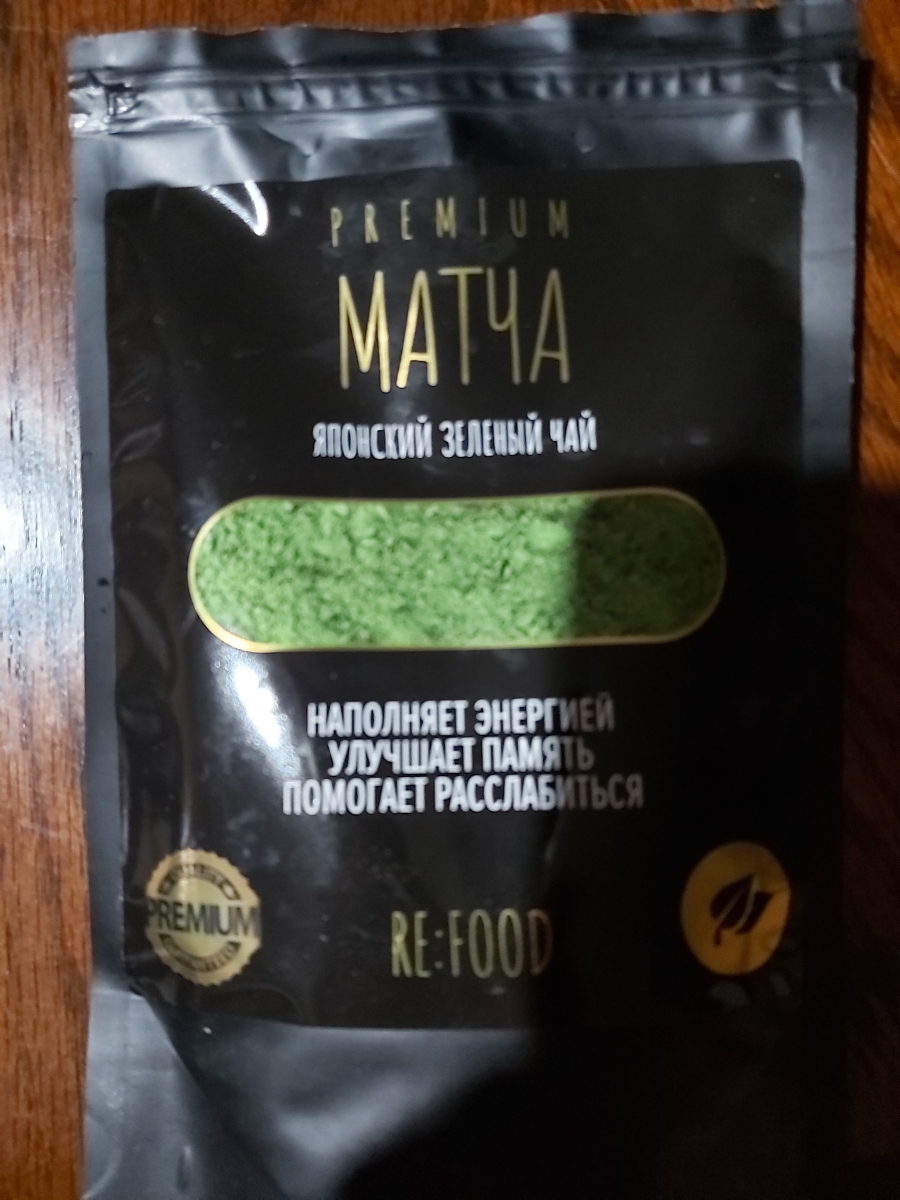 PREMIUM
МАТЧА
ЯПОНСКИЙ ЗЕЛЕНЫЙ ЧАЙ
НАПОЛНЯЕТ ЭНЕРГИЕЙ
УЛУЧШАЕТ ПАМЯТЬ
ПОМОГАЕТ РАССЛАБИТЬСЯ
PREMIUM
RE:FOOD